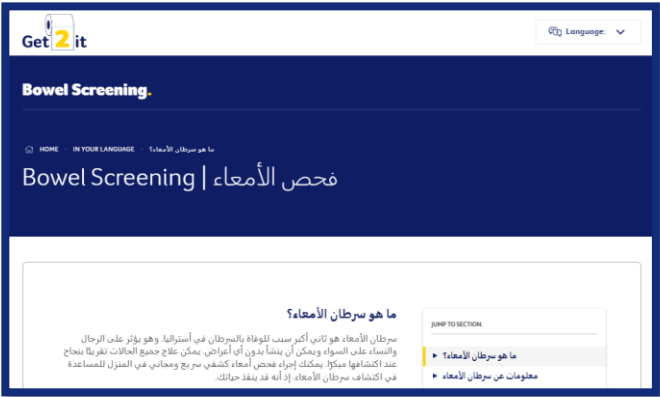 Get 2 it
Language:
Bowel Screening.
HOME IN YOUR LANGUAGE ما هو سرطان الأمعاء؟
Bowel Screening | فحص الأمعاء
ما هو سرطان الأمعاء؟
سرطان الأمعاء هو ثاني أكبر سبب للوفاة بالسرطان في أستراليا. وهو يؤثر على الرجال
والنساء على السواء ويمكن أن ينشأ بدون أي أعراض. يمكن علاج جميع الحالات تقريبًا بنجاح
عند اكتشافها مبكرًا. يمكنك إجراء فحص أمعاء كشفي سريع ومجاني في المنزل للمساعدة
في اكتشاف سرطان الأمعاء. إذ أنه قد ينقذ حياتك.
JUMP TO SECTION:
ما هو سرطان الأمعاء؟
معلومات عن سرطان الأمعاء